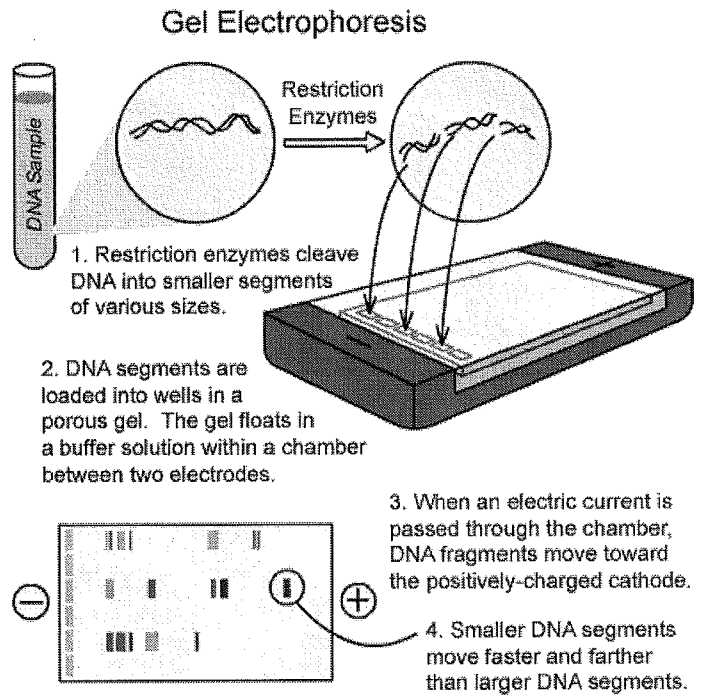 Gel Electrophoresis
DNA Sample
Restriction
Enzymes
1. Restriction enzymes cleave
DNA into smaller segments
of various sizes.
2. DNA segments are
loaded into wells in a
porous gel. The gel floats in
a buffer solution within a chamber
between two electrodes.
3. When an electric current is
passed through the chamber,
DNA fragments move toward
the positively-charged cathode.
−
+
4. Smaller DNA segments
move faster and farther
than larger DNA segments.